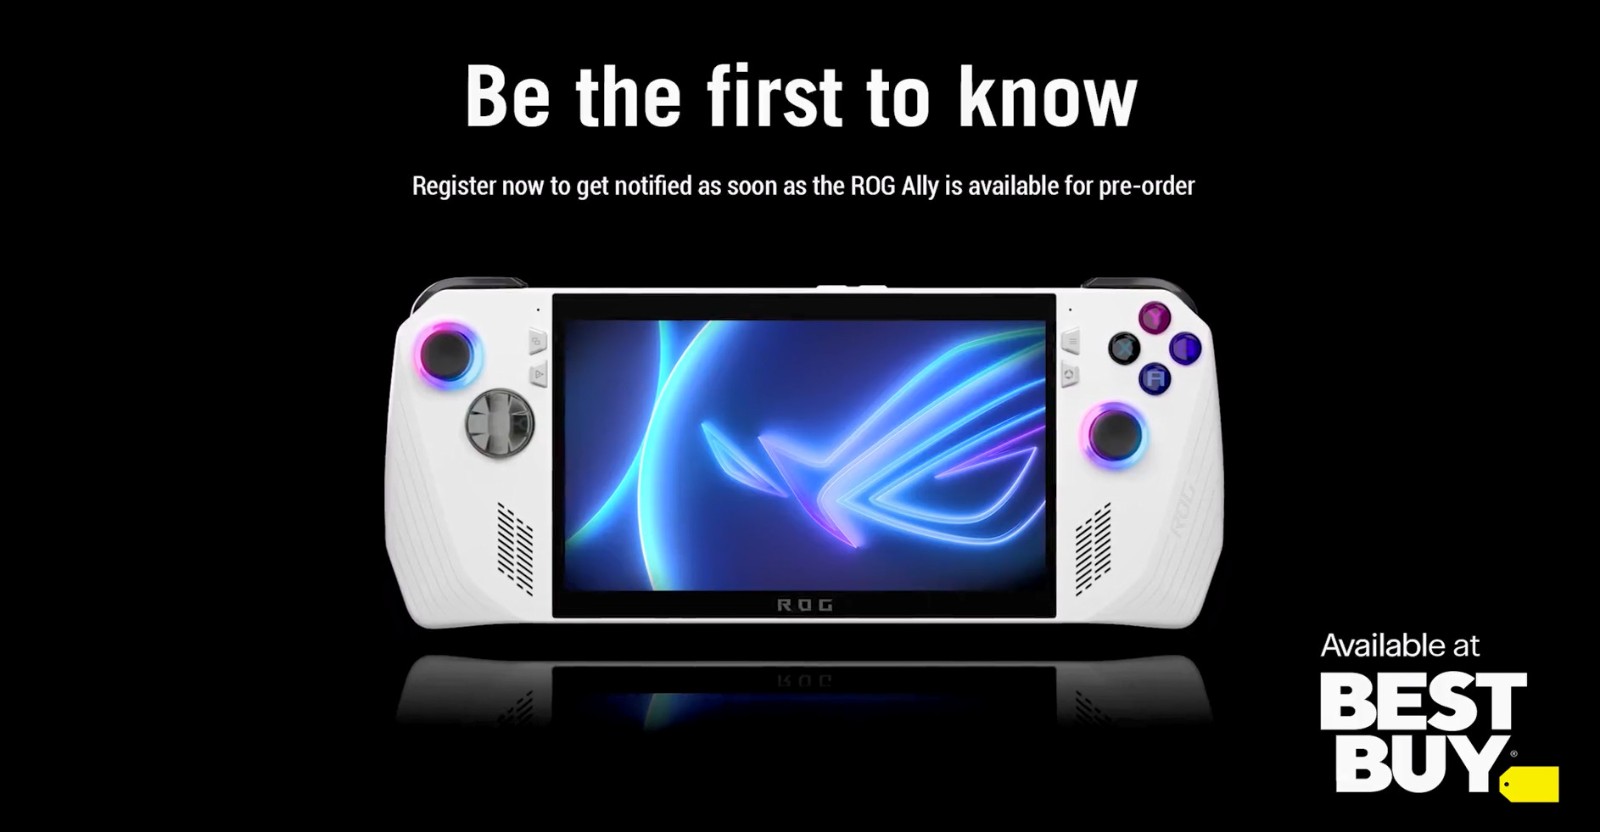 Be the first to know
Register now to get notified as soon as the ROG Ally is available for pre-order
Y
X
A
ROG
ROG
Available at
BEST
BUY®